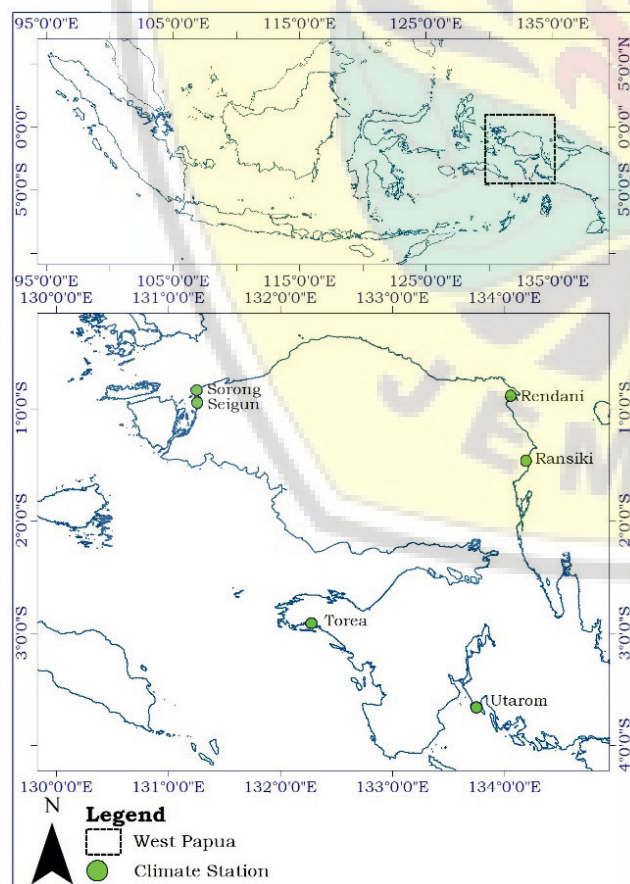 95°0'0"E 105°0'0"E 115°0'0"E 125°0'0"E 135°0'0"E
5°0'0"N
0°0'0" 0°0'0"
5°0'0"S 5°0'0"S
95°0'0"E 105°0'0"E 115°0'0"E 125°0'0"E 135°0'0"E
130°0'0"E 131°0'0"E 132°0'0"E 133°0'0"E 134°0'0"E
Sorong
Seigun
Rendani
1°0'0"S 1°0'0"S
JEM
Ransiki
2°0'0"S 2°0'0"S
Torea
3°0'0"S 3°0'0"S
Utarom
4°0'0"S 4°0'0"S
130°0'0"E 131°0'0"E 132°0'0"E 133°0'0"E 134°0'0"E
N
Legend
West Papua
Climate Station